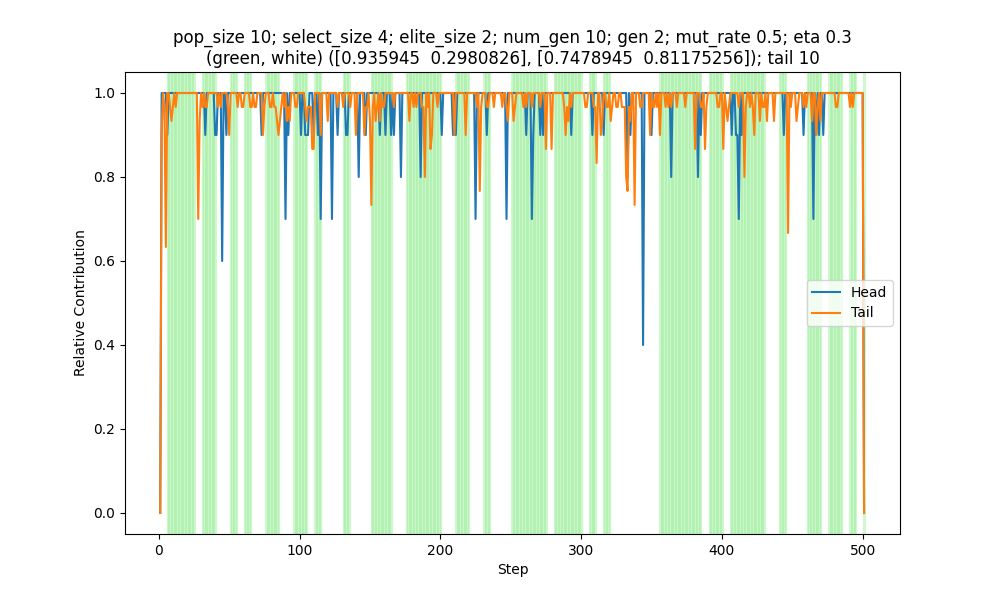 pop_size 10; select_size 4; elite_size 2; num_gen 10; gen 2; mut_rate 0.5; eta 0.3
(green, white) ([0.935945  0.2980826], [0.7478945  0.81175256]); tail 10
1.0
0.8
0.6
0.4
0.2
0.0
Relative Contribution
Head
Tail
0
100
200
300
400
500
Step